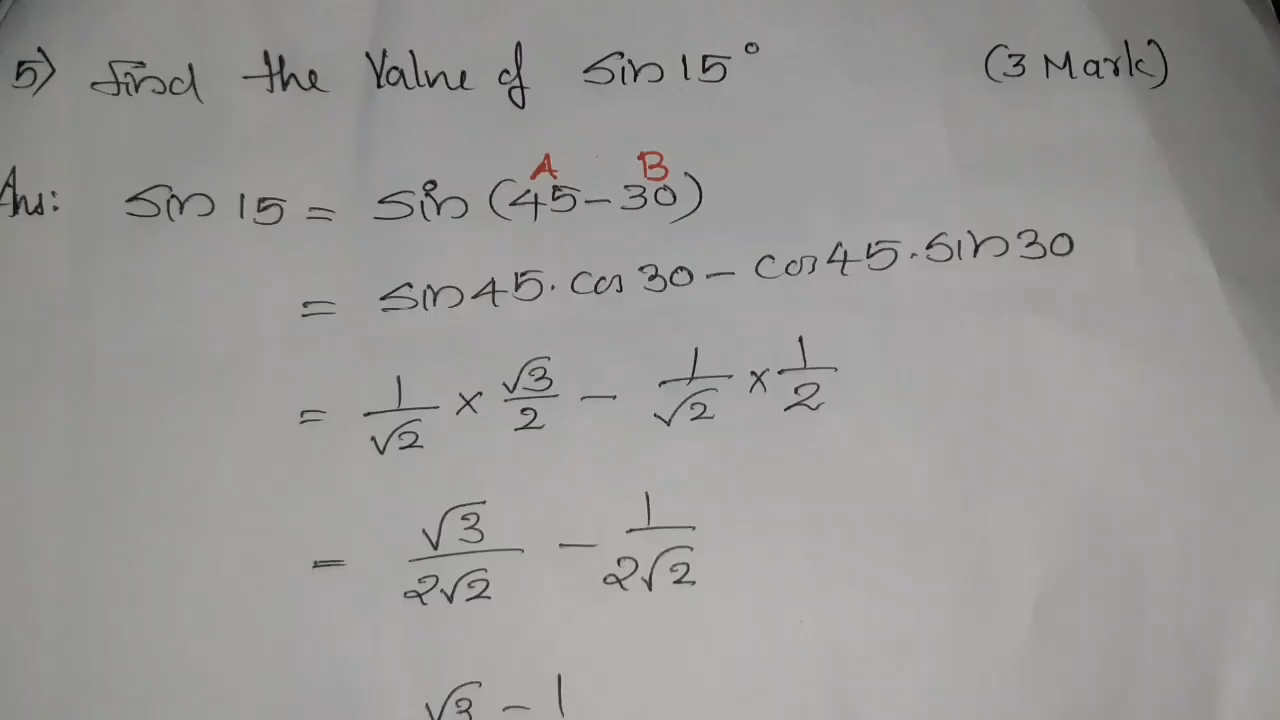 5) Find the Value of Sin 15° (3 Mark)
A B
Ans: Sin 15 = Sin (45 - 30)
= Sin 45 . Cos 30 - Cos 45 . Sin 30
= 1/√2 × √3/2 - 1/√2 × 1/2
= √3/2√2 - 1/2√2
√3 - 1